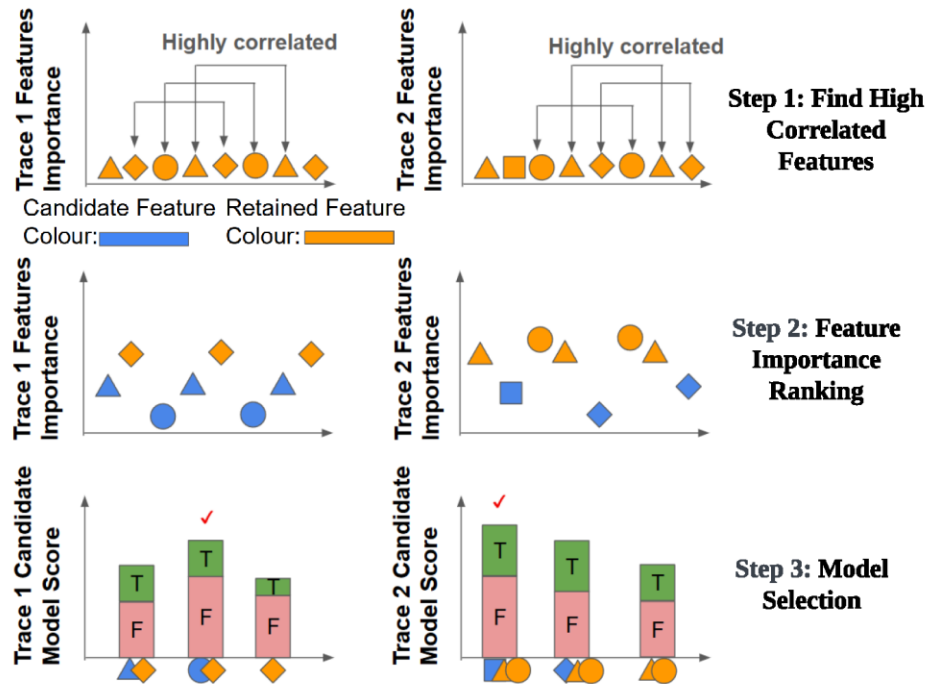 Trace 1 Features
Importance
Highly correlated
Trace 2 Features
Importance
Highly correlated
Step 1: Find High
Correlated
Features
Candidate Feature
Colour:
Retained Feature
Colour:
Trace 1 Features
Importance
Trace 2 Features
Importance
Step 2: Feature
Importance
Ranking
Trace 1 Candidate
Model Score
T
F
T
F
T
F
Trace 2 Candidate
Model Score
T
F
T
F
T
F
Step 3: Model
Selection